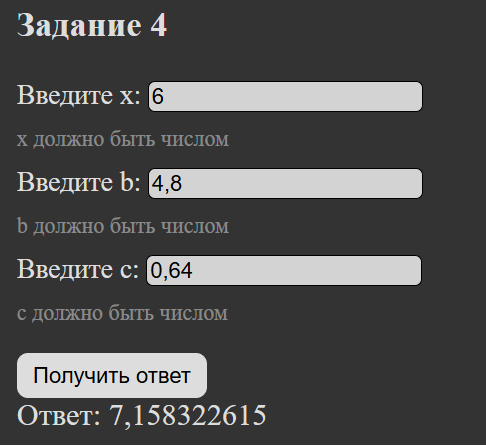 Задание 4
Введите x: 6
x должно быть числом
Введите b: 4,8
b должно быть числом
Введите c: 0,64
c должно быть числом
Получить ответ
Ответ: 7,158322615